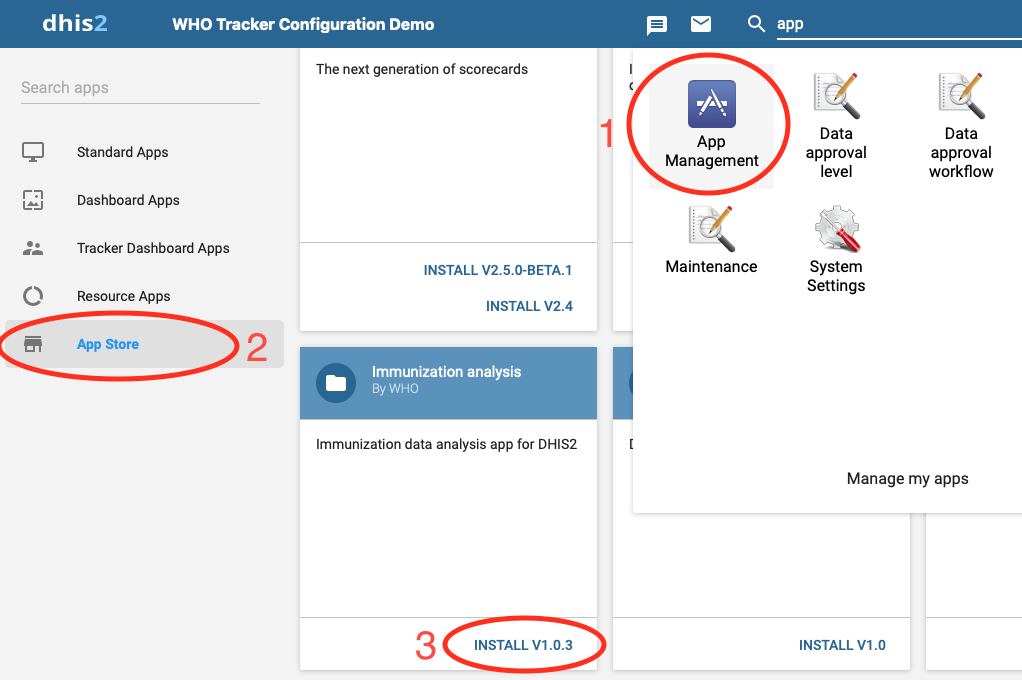 dhis2
WHO Tracker Configuration Demo
app
Search apps
Standard Apps
Dashboard Apps
Tracker Dashboard Apps
Resource Apps
App Store
2
The next generation of scorecards
INSTALL V2.5.0-BETA.1
INSTALL V2.4
Immunization analysis
By WHO
Immunization data analysis app for DHIS2
3
INSTALL V1.0.3
INSTALL V1.0
1
App
Management
Data
approval
level
Data
approval
workflow
Maintenance
System
Settings
Manage my apps